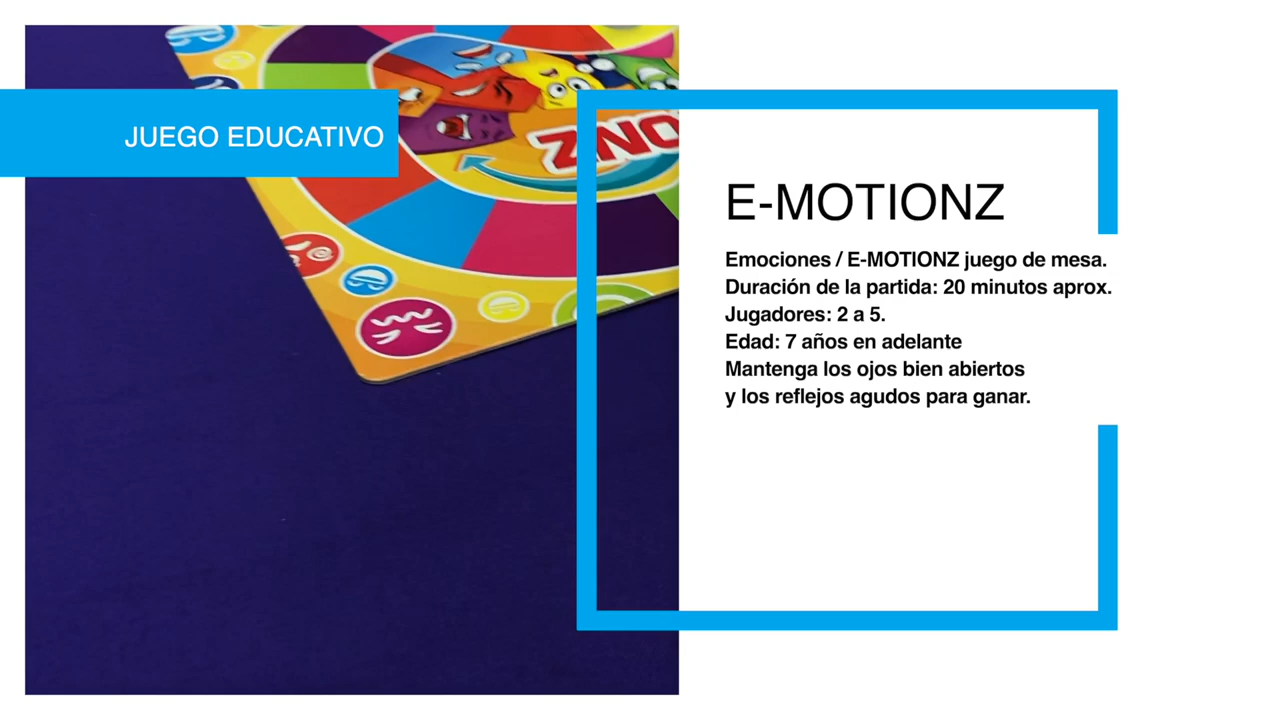 JUEGO EDUCATIVO
ONZ
E-MOTIONZ
Emociones / E-MOTIONZ juego de mesa.
Duración de la partida: 20 minutos aprox.
Jugadores: 2 a 5.
Edad: 7 años en adelante
Mantenga los ojos bien abiertos
y los reflejos agudos para ganar.